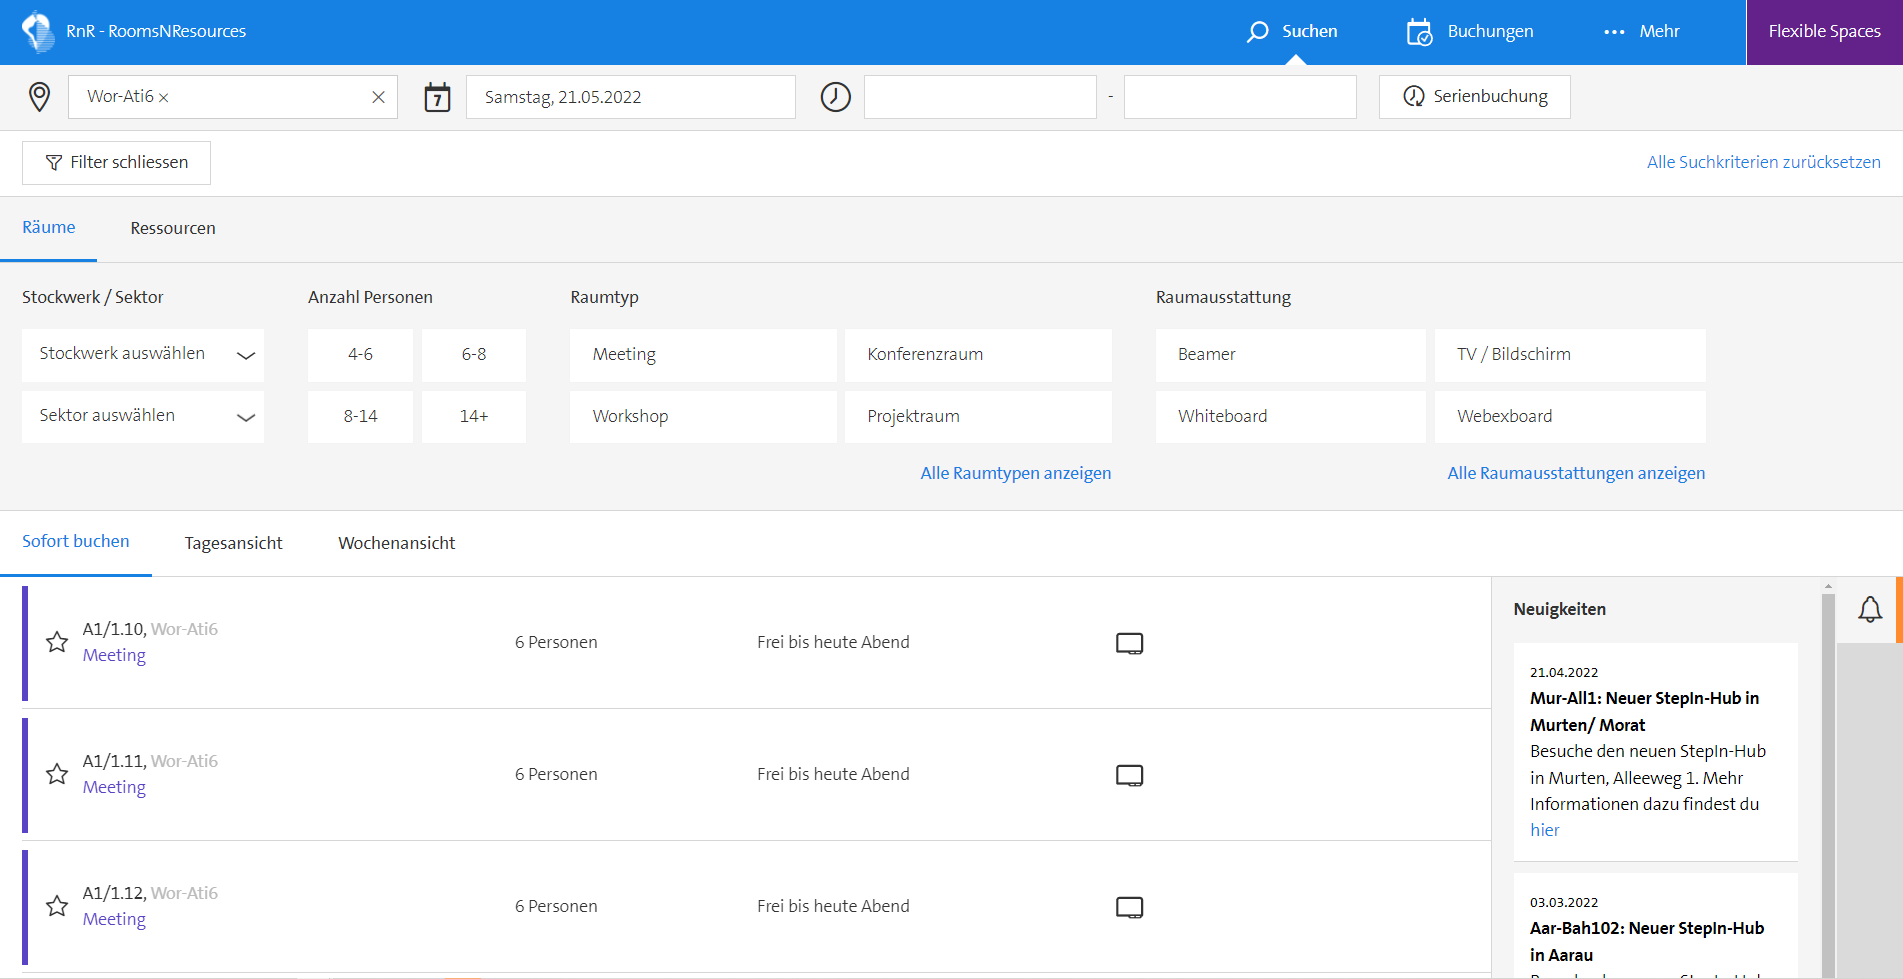 RnR - RoomsNResources
Suchen
Buchungen
Mehr
Flexible Spaces
Wor-Ati6 ×
7
Samstag, 21.05.2022
-
Serienbuchung
Filter schliessen
Alle Suchkriterien zurücksetzen
Räume
Ressourcen
Stockwerk / Sektor
Anzahl Personen
Raumtyp
Raumausstattung
Stockwerk auswählen
4-6
6-8
Meeting
Konferenzraum
Beamer
TV / Bildschirm
Sektor auswählen
8-14
14+
Workshop
Projektraum
Whiteboard
Webexboard
Alle Raumtypen anzeigen
Alle Raumausstattungen anzeigen
Sofort buchen
Tagesansicht
Wochenansicht
A1/1.10, Wor-Ati6
Meeting
6 Personen
Frei bis heute Abend
A1/1.11, Wor-Ati6
Meeting
6 Personen
Frei bis heute Abend
A1/1.12, Wor-Ati6
Meeting
6 Personen
Frei bis heute Abend
Neuigkeiten
21.04.2022
Mur-All1: Neuer StepIn-Hub in
Murten/ Morat
Besuche den neuen StepIn-Hub
in Murten, Alleeweg 1. Mehr
Informationen dazu findest du
hier
03.03.2022
Aar-Bah102: Neuer StepIn-Hub
in Aarau